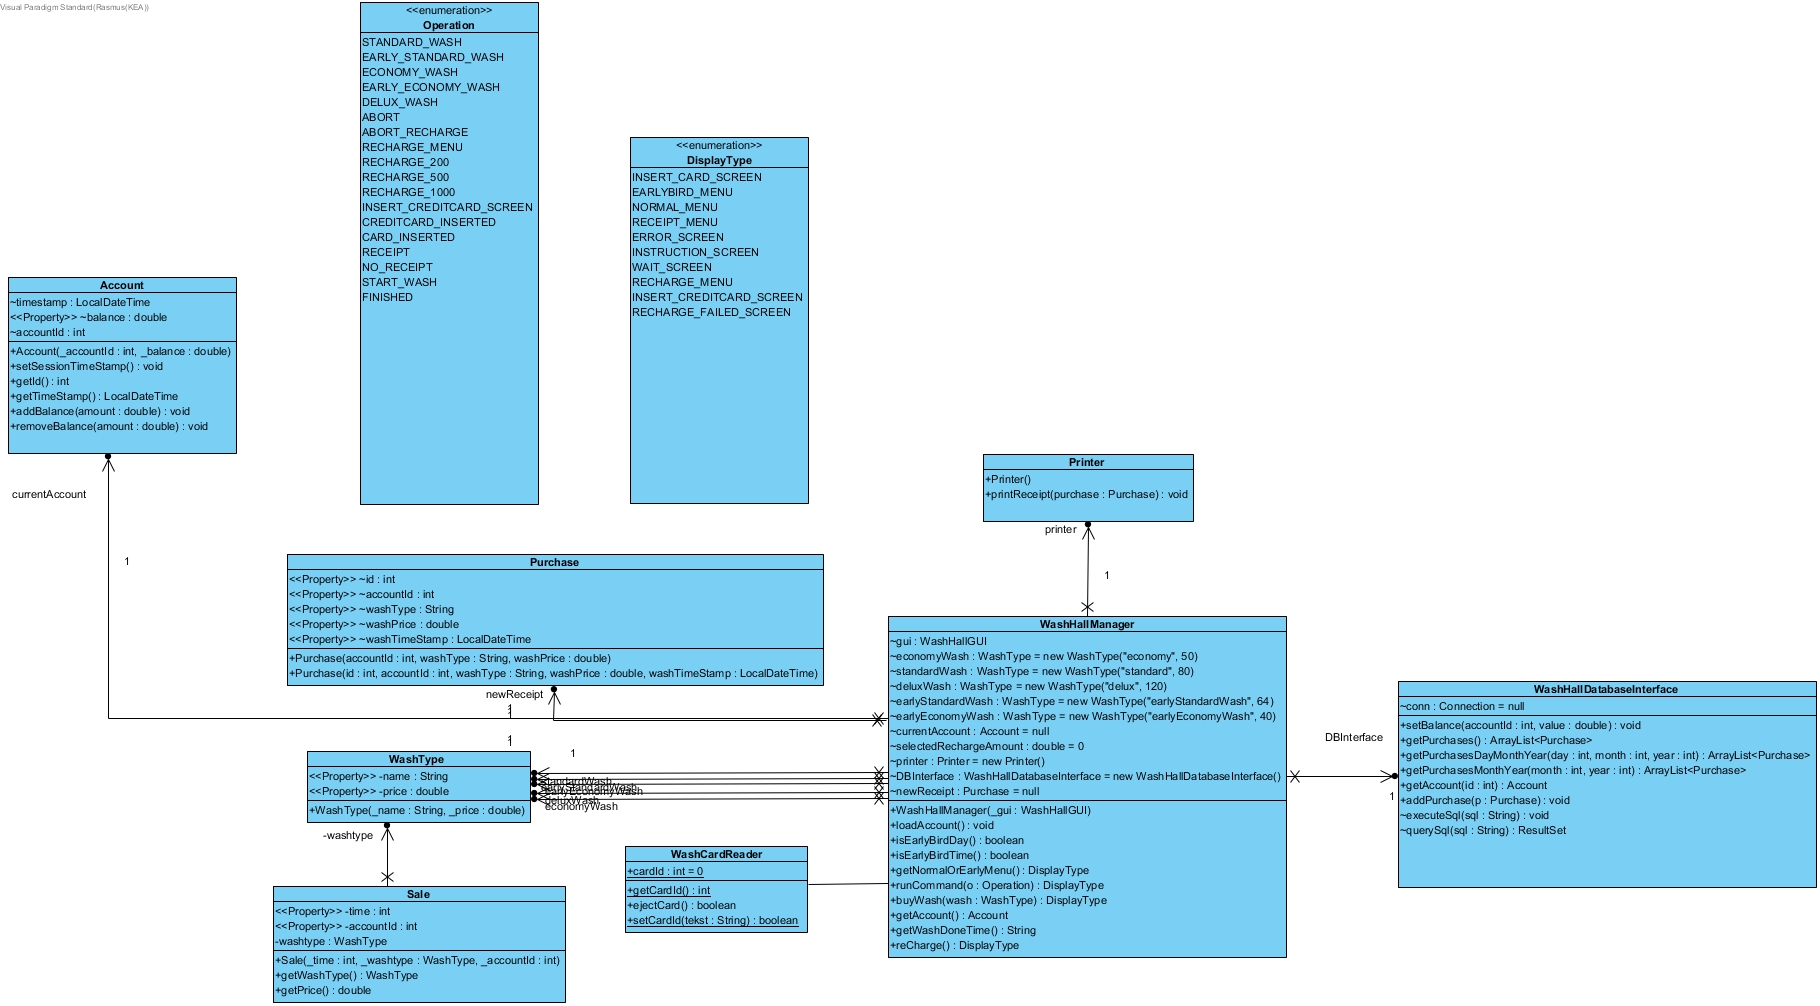 Visual Paradigm Standard(Rasmus(KEA))
<<enumeration>>
Operation
STANDARD_WASH
EARLY_STANDARD_WASH
ECONOMY_WASH
EARLY_ECONOMY_WASH
DELUX_WASH
ABORT
ABORT_RECHARGE
RECHARGE_MENU
RECHARGE_200
RECHARGE_500
RECHARGE_1000
INSERT_CREDITCARD_SCREEN
CREDITCARD_INSERTED
CARD_INSERTED
RECEIPT
NO_RECEIPT
START_WASH
FINISHED
<<enumeration>>
DisplayType
INSERT_CARD_SCREEN
EARLYBIRD_MENU
NORMAL_MENU
RECEIPT_MENU
ERROR_SCREEN
INSTRUCTION_SCREEN
WAIT_SCREEN
RECHARGE_MENU
INSERT_CREDITCARD_SCREEN
RECHARGE_FAILED_SCREEN
Account
~timestamp : LocalDateTime
<<Property>> ~balance : double
~accountId : int
+Account(_accountId : int, _balance : double)
+setSessionTimeStamp() : void
+getId() : int
+getTimeStamp() : LocalDateTime
+addBalance(amount : double) : void
+removeBalance(amount : double) : void
currentAccount
1
Printer
+Printer()
+printReceipt(purchase : Purchase) : void
printer
1
Purchase
<<Property>> ~id : int
<<Property>> ~accountId : int
<<Property>> ~washType : String
<<Property>> ~washPrice : double
<<Property>> ~washTimeStamp : LocalDateTime
+Purchase(accountId : int, washType : String, washPrice : double)
+Purchase(id : int, accountId : int, washType : String, washPrice : double, washTimeStamp : LocalDateTime)
newReceipt
1
1
1
WashHallManager
~gui : WashHallGUI
~economyWash : WashType = new WashType("economy", 50)
~standardWash : WashType = new WashType("standard", 80)
~deluxWash : WashType = new WashType("delux", 120)
~earlyStandardWash : WashType = new WashType("earlyStandardWash", 64)
~earlyEconomyWash : WashType = new WashType("earlyEconomyWash", 40)
~currentAccount : Account = null
~selectedRechargeAmount : double = 0
~printer : Printer = new Printer()
~DBInterface : WashHallDatabaseInterface = new WashHallDatabaseInterface()
~newReceipt : Purchase = null
+WashHallManager(_gui : WashHallGUI)
+loadAccount() : void
+isEarlyBirdDay() : boolean
+isEarlyBirdTime() : boolean
+getNormalOrEarlyMenu() : DisplayType
+runCommand(o : Operation) : DisplayType
+buyWash(wash : WashType) : DisplayType
+getAccount() : Account
+getWashDoneTime() : String
+reCharge() : DisplayType
DBInterface
1
WashHallDatabaseInterface
~conn : Connection = null
+setBalance(accountId : int, value : double) : void
+getPurchases() : ArrayList<Purchase>
+getPurchasesDayMonthYear(day : int, month : int, year : int) : ArrayList<Purchase>
+getPurchasesMonthYear(month : int, year : int) : ArrayList<Purchase>
+getAccount(id : int) : Account
+addPurchase(p : Purchase) : void
~executeSql(sql : String) : void
~querySql(sql : String) : ResultSet
WashType
<<Property>> -name : String
<<Property>> -price : double
+WashType(_name : String, _price : double)
standardWash
earlyStandardWash
earlyEconomyWash
deluxWash
economyWash
-washtype
WashCardReader
+cardId : int = 0
+getCardId() : int
+ejectCard() : boolean
+setCardId(tekst : String) : boolean
Sale
<<Property>> -time : int
<<Property>> -accountId : int
-washtype : WashType
+Sale(_time : int, _washtype : WashType, _accountId : int)
+getWashType() : WashType
+getPrice() : double